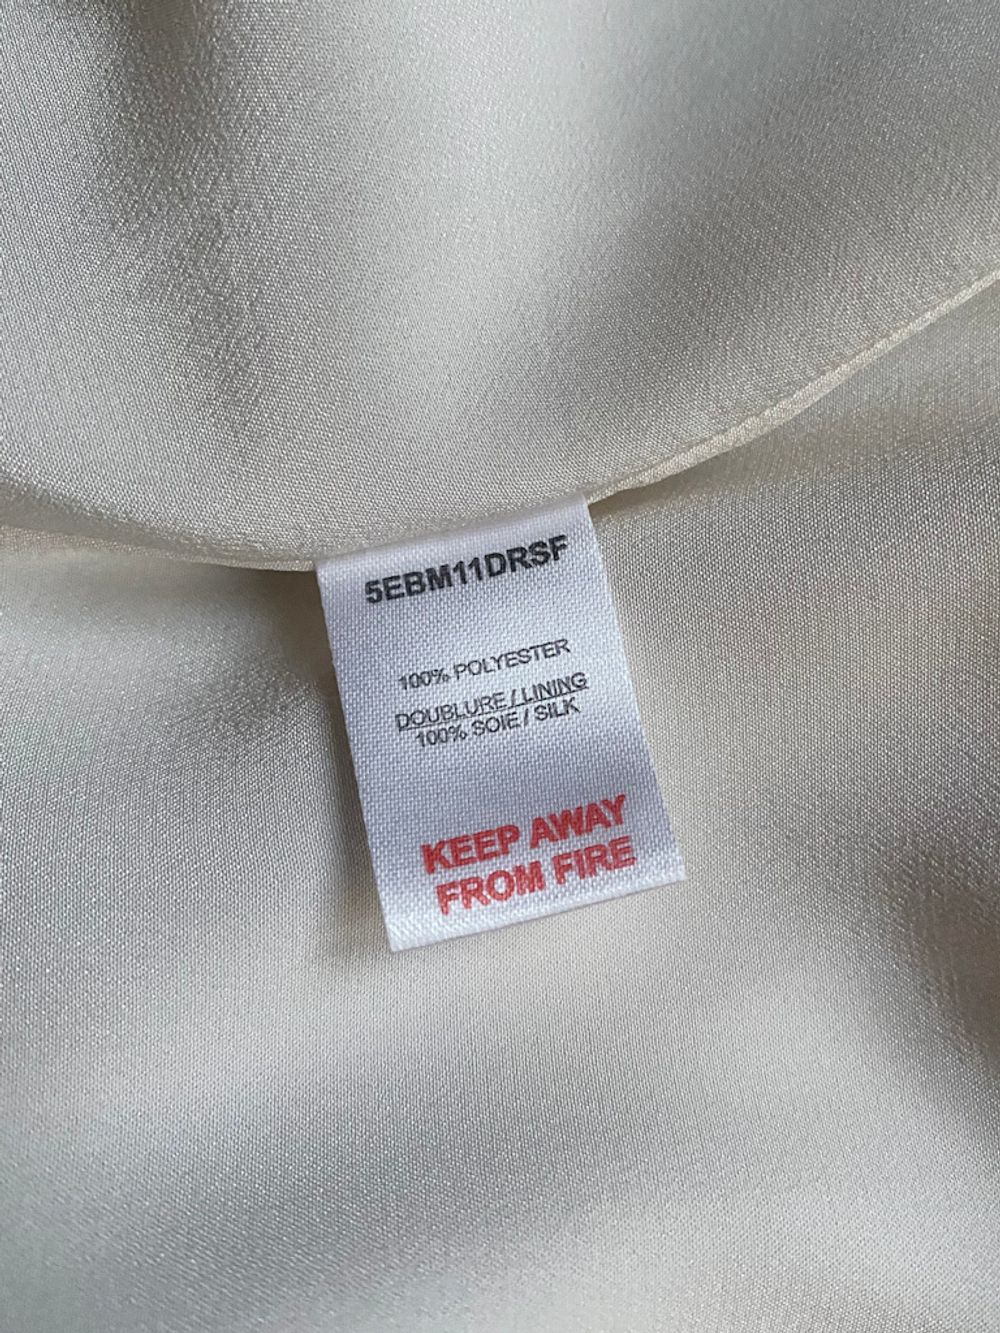 5EBM11DRSF
100% POLYESTER
DOUBLURE / LINING
100% SOIE / SILK
KEEP AWAY
FROM FIRE